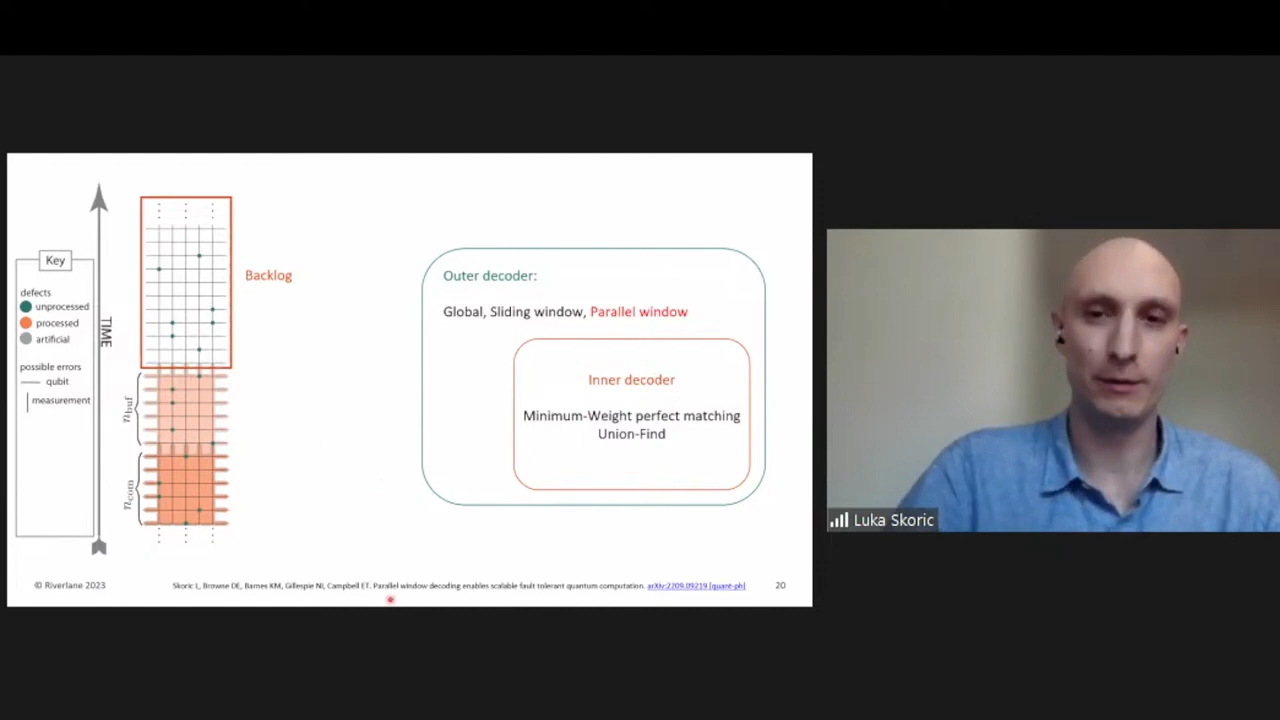 Key
defects
unprocessed
processed
artificial
possible errors
qubit
measurement
TIME
n_buf
n_com
Backlog
Outer decoder:
Global, Sliding window, Parallel window
Inner decoder
Minimum-Weight perfect matching
Union-Find
© Riverlane 2023
Skoric L, Browne DE, Barnes KM, Gillespie NI, Campbell ET. Parallel window decoding enables scalable fault tolerant quantum computation. arXiv:2209.09219 [quant-ph]
20
Luka Skoric